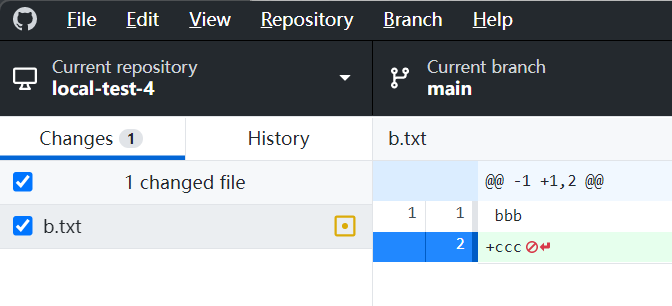 File Edit View Repository Branch Help
Current repository
local-test-4
Current branch
main
Changes 1
History
1 changed file
b.txt
b.txt
@@ -1 +1,2 @@
1 1 bbb
2 +ccc